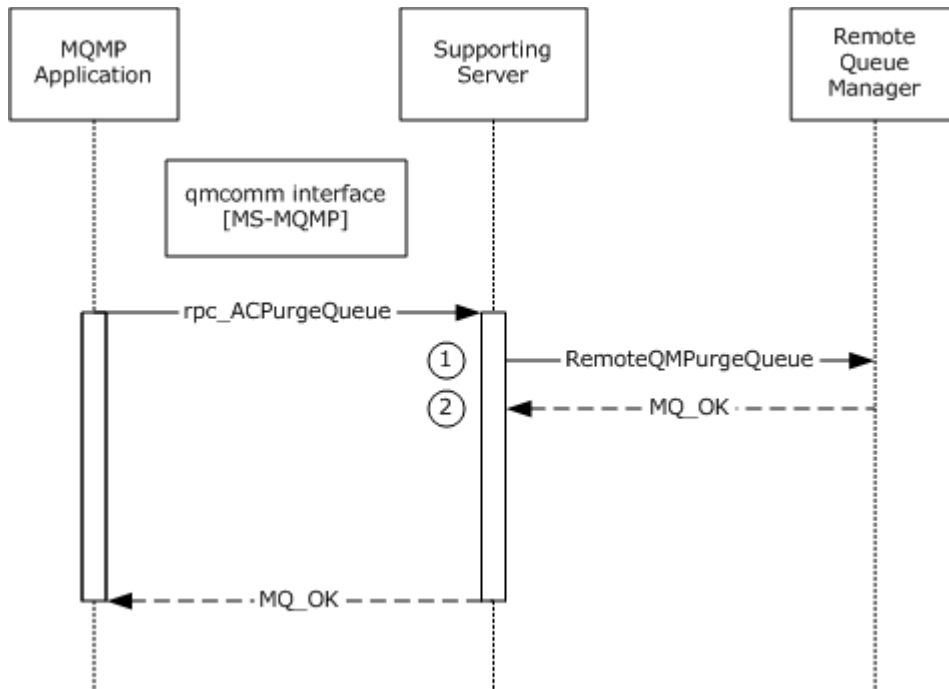 MQMP
Application
Supporting
Server
Remote
Queue
Manager
qmcomm interface
[MS-MQMP]
rpc_ACPurgeQueue
1
RemoteQMPurgeQueue
2
MQ_OK
MQ_OK